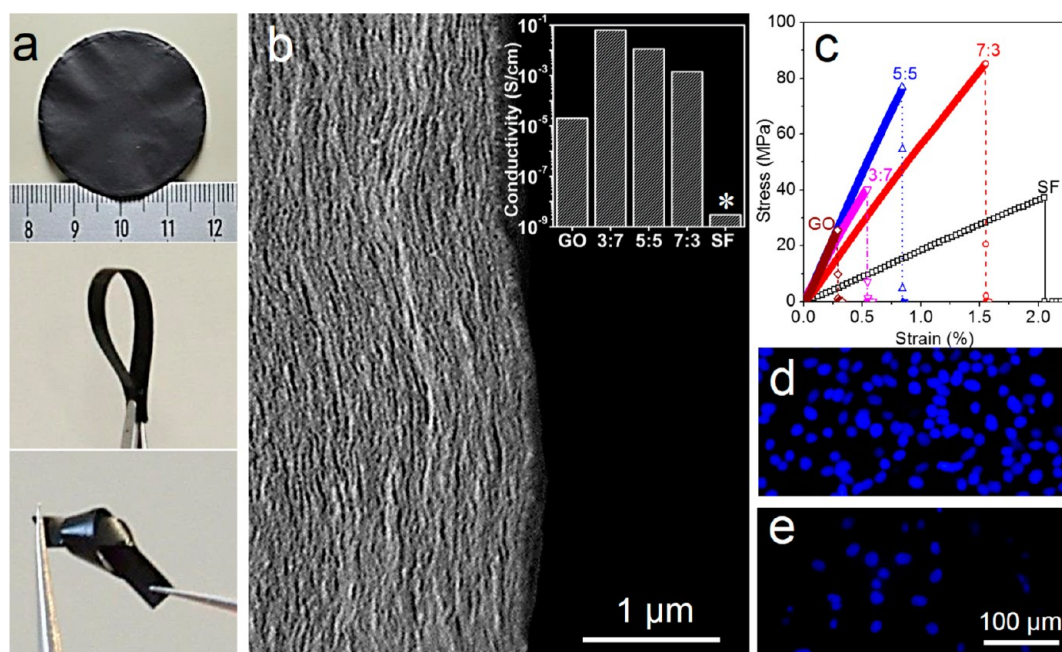 a
8 9 10 11 12
b
1 µm
Conductivity (S/cm)
10-1
10-3
10-5
10-7
10-9
GO 3:7 5:5 7:3 SF
*
c
Stress (MPa)
100
80
60
40
20
0
0.0 0.5 1.0 1.5 2.0
Strain (%)
7:3
5:5
3:7
SF
GO
d
e
100 µm